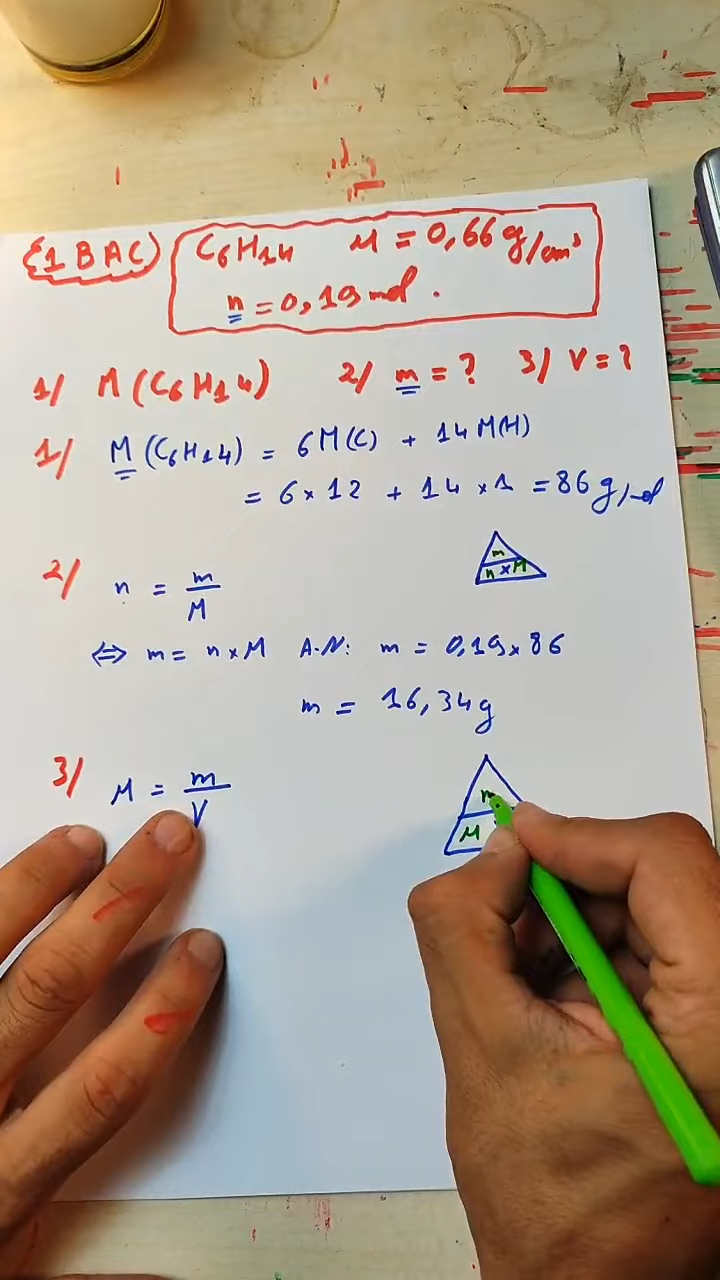 (1 BAC) C₆H₁₄ μ = 0,66 g/cm³
n = 0,19 mol .
1/ M(C₆H₁₄) 2/ m = ? 3/ V = ?
1/ M(C₆H₁₄) = 6M(C) + 14M(H)
= 6 × 12 + 14 × 1 = 86 g/mol
2/ n = m/M
m
n × M
⇔ m = n × M A.N: m = 0,19 × 86
m = 16,34g
3/ μ = m/V
m
μ